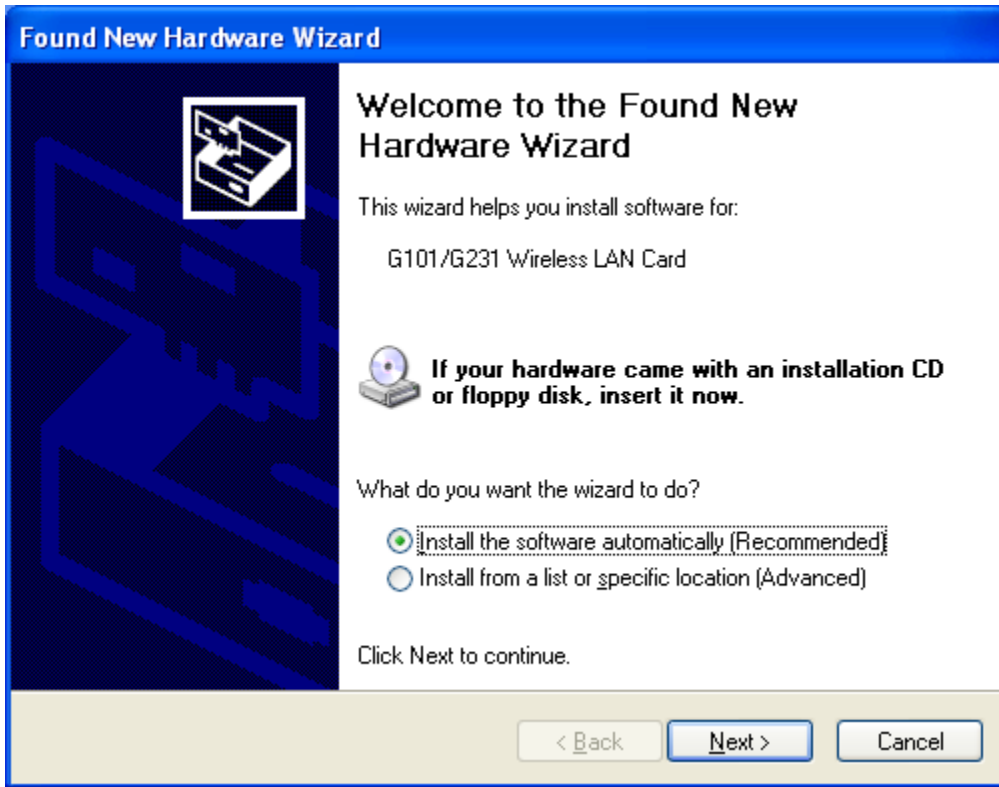 Found New Hardware Wizard
Welcome to the Found New
Hardware Wizard
This wizard helps you install software for:
G101/G231 Wireless LAN Card
If your hardware came with an installation CD
or floppy disk, insert it now.
What do you want the wizard to do?
Install the software automatically (Recommended)
Install from a list or specific location (Advanced)
Click Next to continue.
< Back Next > Cancel